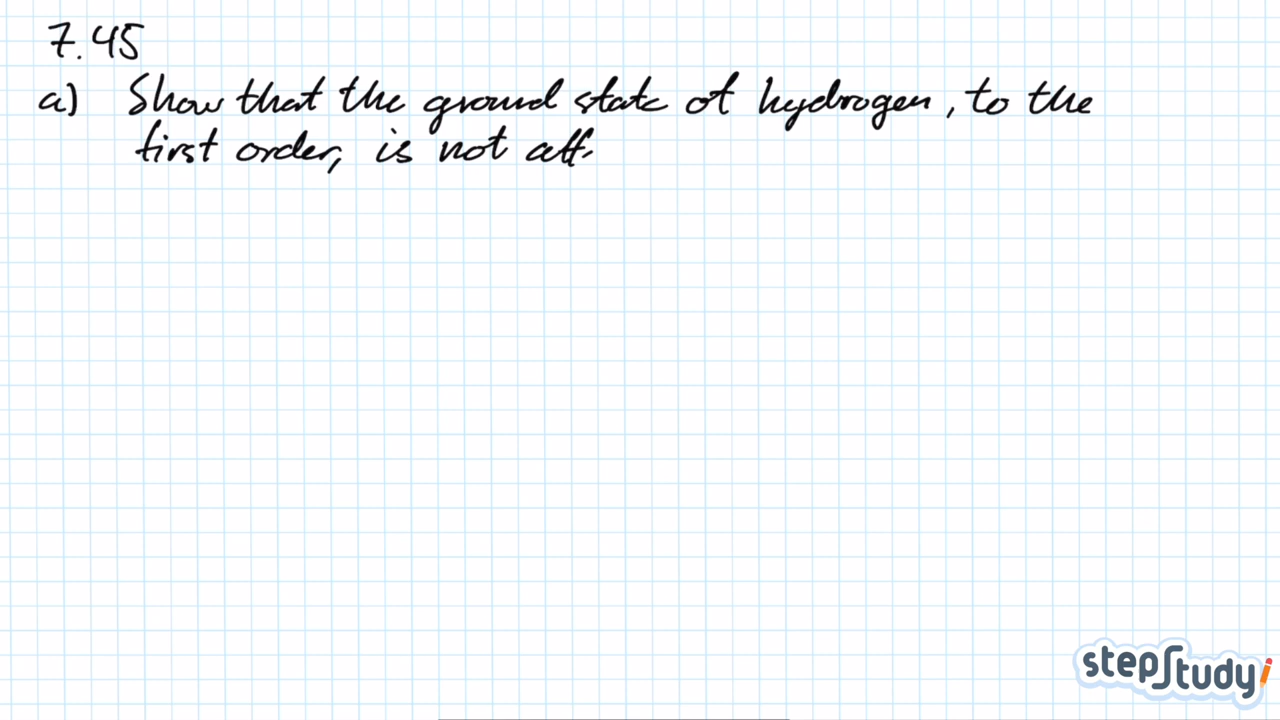 7.45
a) Show that the ground state of hydrogen, to the
first order, is not aff
stepStudy